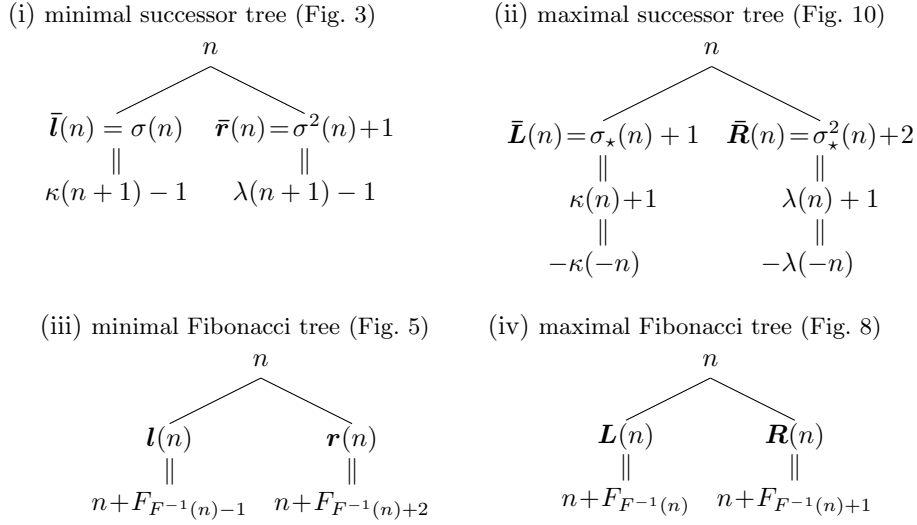 (i) minimal successor tree (Fig. 3)
n
l̄(n) = σ(n) r̄(n)=σ²(n)+1
∥ ∥
κ(n+1) − 1 λ(n+1) − 1
(ii) maximal successor tree (Fig. 10)
n
L̄(n)=σ⋆(n) + 1 R̄(n)=σ⋆²(n)+2
∥ ∥
κ(n)+1 λ(n) + 1
∥ ∥
−κ(−n) −λ(−n)
(iii) minimal Fibonacci tree (Fig. 5)
n
l(n) r(n)
∥ ∥
n+F_{F⁻¹(n)−1} n+F_{F⁻¹(n)+2}
(iv) maximal Fibonacci tree (Fig. 8)
n
L(n) R(n)
∥ ∥
n+F_{F⁻¹(n)} n+F_{F⁻¹(n)+1}